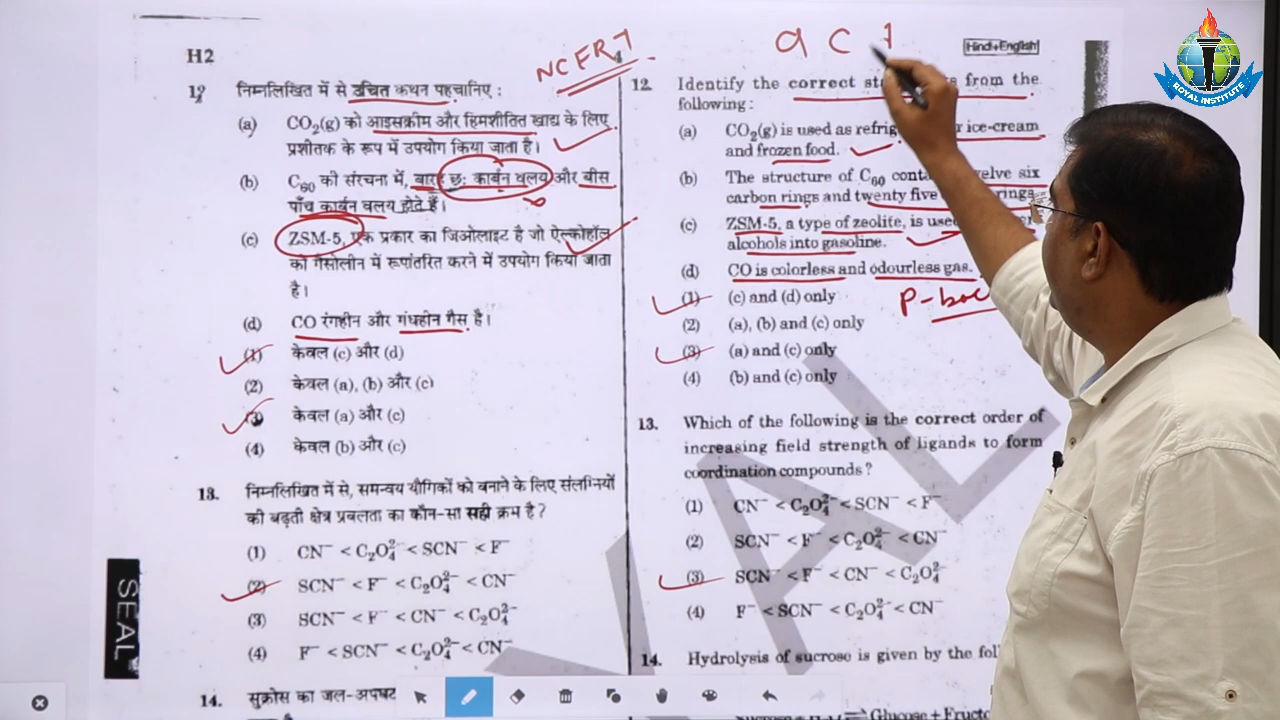 H2
NCERT
a c
Hindi+English
ROYAL INSTITUTE
निम्नलिखित में से उचित कथन पहचानिए :
(a) CO₂(g) को आइसक्रीम और हिमशीतित खाद्य के लिए
प्रशीतक के रूप में उपयोग किया जाता है।
(b) C₆₀ की संरचना में, बारह छः कार्बन वलय और बीस
पाँच कार्बन वलय होते हैं।
(c) ZSM-5, एक प्रकार का जिओलाइट है जो ऐल्कोहॉल
को गैसोलीन में रूपांतरित करने में उपयोग किया जाता
है।
(d) CO रंगहीन और गंधहीन गैस है।
(1) केवल (c) और (d)
(2) केवल (a), (b) और (c)
(3) केवल (a) और (c)
(4) केवल (b) और (c)
13. निम्नलिखित में से, समन्वय यौगिकों को बनाने के लिए संलग्नियों
की बढ़ती क्षेत्र प्रबलता का कौन-सा सही क्रम है?
(1) CN⁻ < C₂O₄²⁻ < SCN⁻ < F⁻
(2) SCN⁻ < F⁻ < C₂O₄²⁻ < CN⁻
(3) SCN⁻ < F⁻ < CN⁻ < C₂O₄²⁻
(4) F⁻ < SCN⁻ < C₂O₄²⁻ < CN⁻
14. सुक्रोस का जल-अपघट
12. Identify the correct from the
following :
(a) CO₂(g) is used as ice-cream
and frozen food.
(b) The structure of C₆₀ six
carbon rings and twenty five rings
(c) ZSM-5, a type of zeolite, is
alcohols into gasoline.
(d) CO is colorless and odourless gas.
(1) (c) and (d) only
(2) (a), (b) and (c) only
(3) (a) and (c) only
(4) (b) and (c) only
13. Which of the following is the correct order of
increasing field strength of ligands to form
coordination compounds ?
(1) CN⁻ < C₂O₄²⁻ < SCN⁻ < F⁻
(2) SCN⁻ < F⁻ < C₂O₄²⁻ < CN⁻
(3) SCN⁻ < F⁻ < CN⁻ < C₂O₄²⁻
(4) F⁻ < SCN⁻ < C₂O₄²⁻ < CN⁻
14. Hydrolysis of sucrose is given by the
⇌ Glucose + Fructo
SEAL